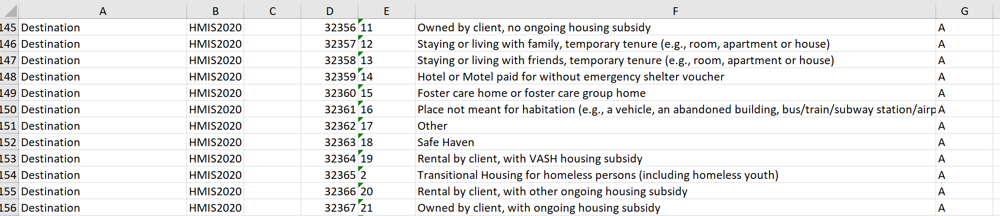 A B C D E F G
145 Destination HMIS2020 32356 11 Owned by client, no ongoing housing subsidy A
146 Destination HMIS2020 32357 12 Staying or living with family, temporary tenure (e.g., room, apartment or house) A
147 Destination HMIS2020 32358 13 Staying or living with friends, temporary tenure (e.g., room, apartment or house) A
148 Destination HMIS2020 32359 14 Hotel or Motel paid for without emergency shelter voucher A
149 Destination HMIS2020 32360 15 Foster care home or foster care group home A
150 Destination HMIS2020 32361 16 Place not meant for habitation (e.g., a vehicle, an abandoned building, bus/train/subway station/airp A
151 Destination HMIS2020 32362 17 Other A
152 Destination HMIS2020 32363 18 Safe Haven A
153 Destination HMIS2020 32364 19 Rental by client, with VASH housing subsidy A
154 Destination HMIS2020 32365 2 Transitional Housing for homeless persons (including homeless youth) A
155 Destination HMIS2020 32366 20 Rental by client, with other ongoing housing subsidy A
156 Destination HMIS2020 32367 21 Owned by client, with ongoing housing subsidy A